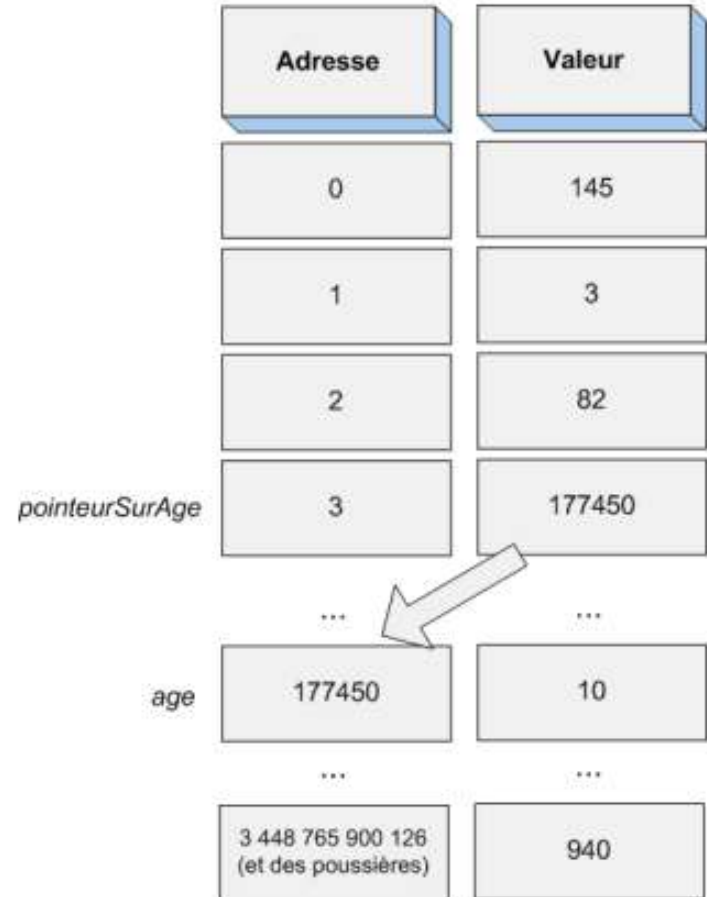 Adresse Valeur
0 145
1 3
2 82
pointeurSurAge 3 177450
... ...
age 177450 10
... ...
3 448 765 900 126
(et des poussières) 940